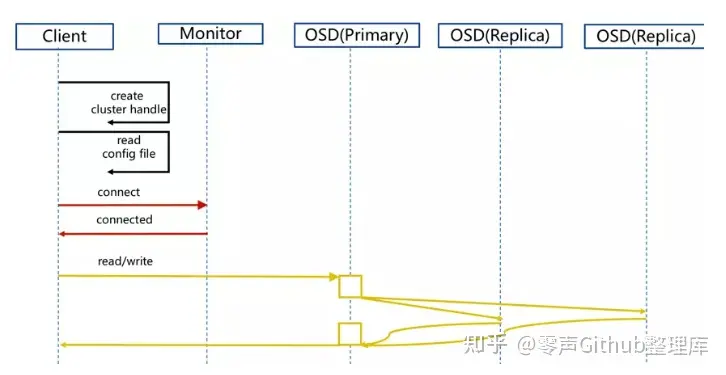 Client
Monitor
OSD(Primary)
OSD(Replica)
OSD(Replica)
create
cluster handle
read
config file
connect
connected
read/write
知乎 @零声Github整理库